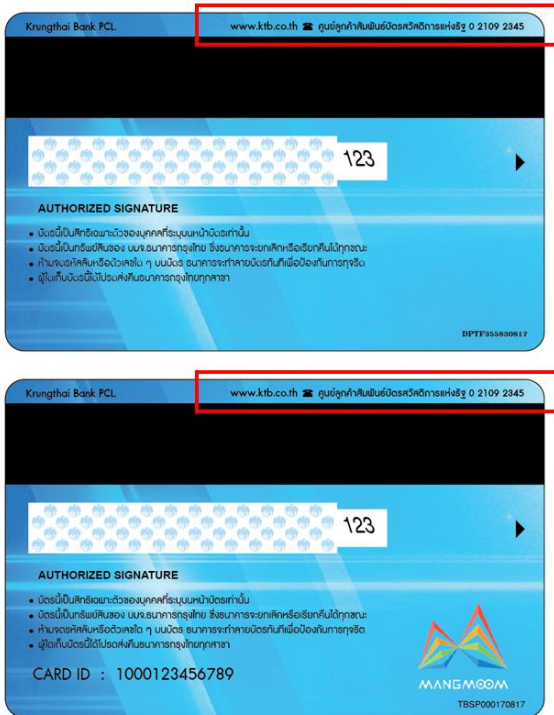 Krungthai Bank PCL. www.ktb.co.th ☎ ศูนย์ลูกค้าสัมพันธ์บัตรสวัสดิการแห่งรัฐ 0 2109 2345
123
AUTHORIZED SIGNATURE
• บัตรนี้เป็นสิทธิเฉพาะตัวของบุคคลที่ระบุบนหน้าบัตรเท่านั้น
• บัตรนี้เป็นทรัพย์สินของ บมจ.ธนาคารกรุงไทย ซึ่งธนาคารจะยกเลิกหรือเรียกคืนได้ทุกขณะ
• ห้ามจดรหัสลับหรือตัวเลขใด ๆ บนบัตร ธนาคารจะทำลายบัตรทันทีเพื่อป้องกันการทุจริต
• ผู้ใดเก็บบัตรนี้ได้โปรดส่งคืนธนาคารกรุงไทยทุกสาขา
DPTF355830817
Krungthai Bank PCL. www.ktb.co.th ☎ ศูนย์ลูกค้าสัมพันธ์บัตรสวัสดิการแห่งรัฐ 0 2109 2345
123
AUTHORIZED SIGNATURE
• บัตรนี้เป็นสิทธิเฉพาะตัวของบุคคลที่ระบุบนหน้าบัตรเท่านั้น
• บัตรนี้เป็นทรัพย์สินของ บมจ.ธนาคารกรุงไทย ซึ่งธนาคารจะยกเลิกหรือเรียกคืนได้ทุกขณะ
• ห้ามจดรหัสลับหรือตัวเลขใด ๆ บนบัตร ธนาคารจะทำลายบัตรทันทีเพื่อป้องกันการทุจริต
• ผู้ใดเก็บบัตรนี้ได้โปรดส่งคืนธนาคารกรุงไทยทุกสาขา
CARD ID : 1000123456789
MANGMOOM
TBSP000170817